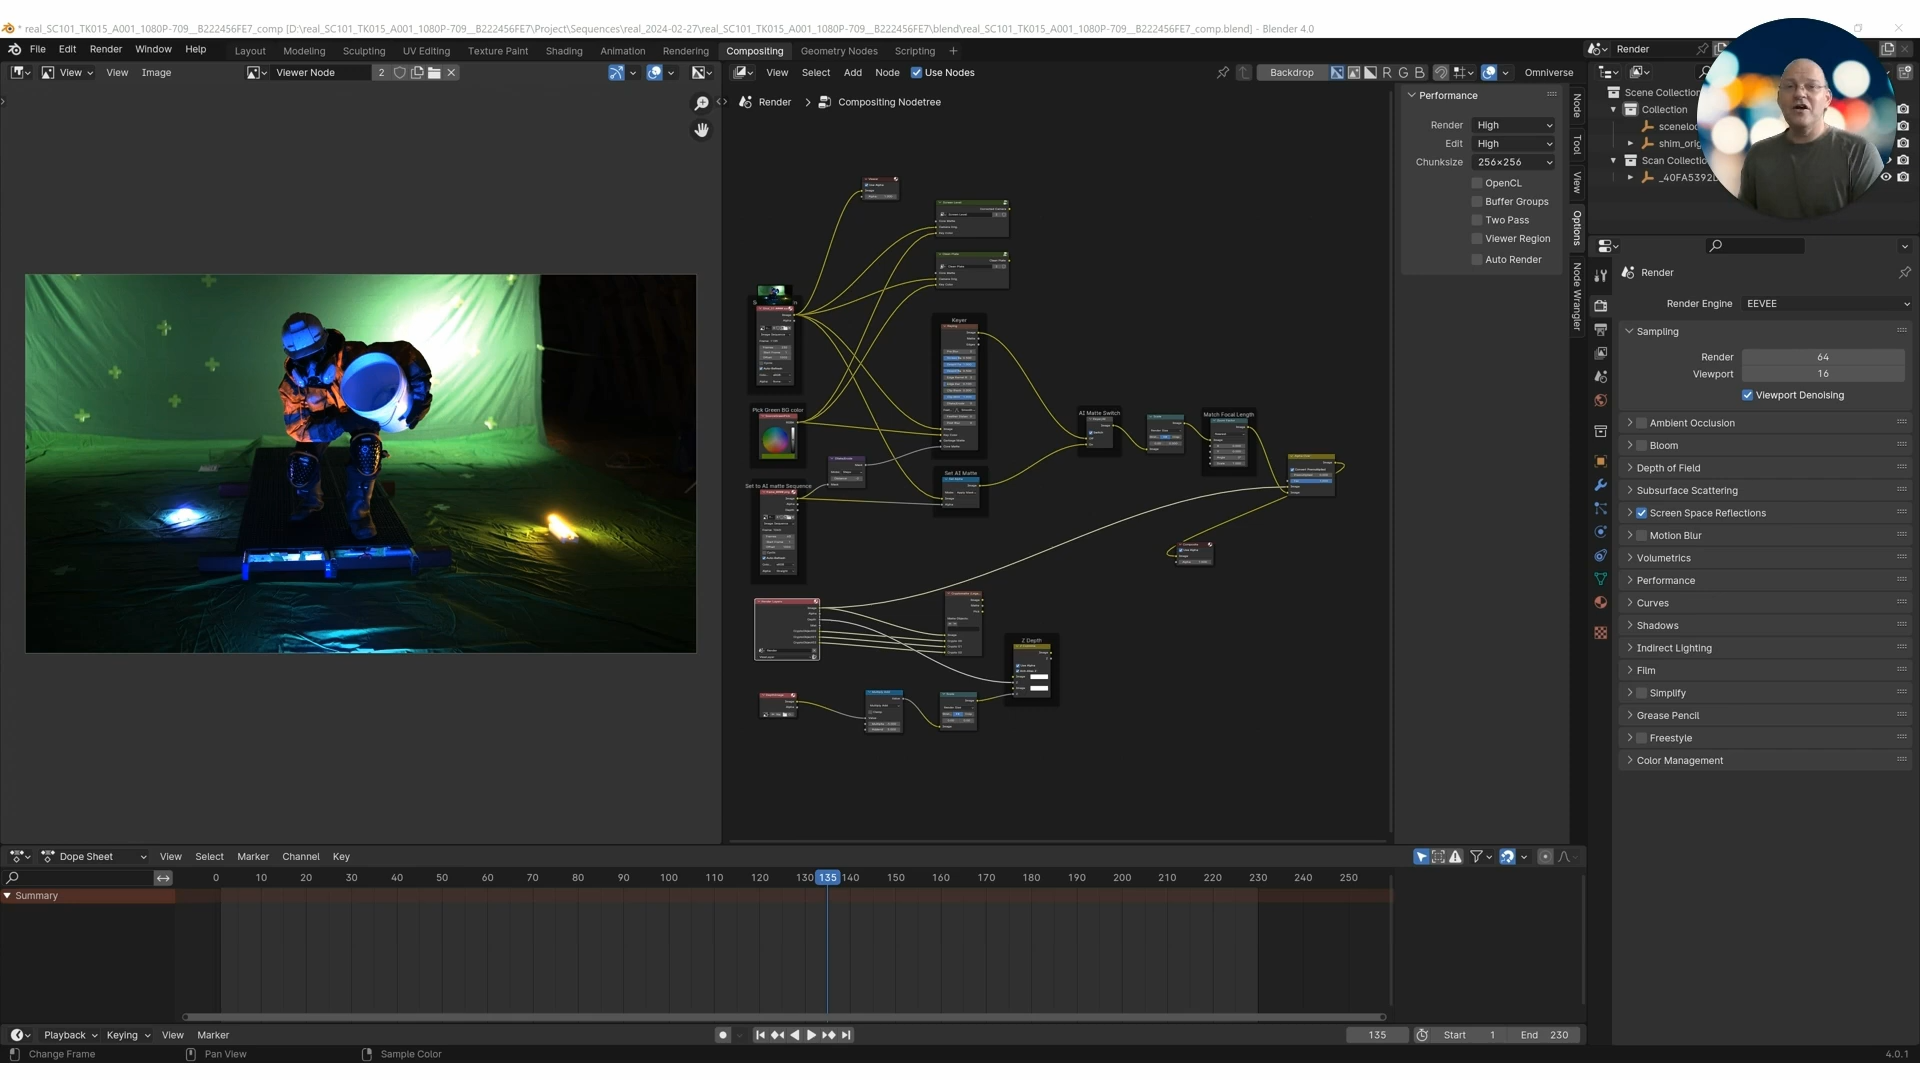 * real_SC101_TK015_A001_1080P-709__B222456FE7_comp [D:\real_SC101_TK015_A001_1080P-709__B222456FE7\Project\Sequences\real_2024-02-27\real_SC101_TK015_A001_1080P-709__B222456FE7\blend\real_SC101_TK015_A001_1080P-709__B222456FE7_comp.blend] - Blender 4.0
File Edit Render Window Help Layout Modeling Sculpting UV Editing Texture Paint Shading Animation Rendering Compositing Geometry Nodes Scripting + Render
View View Image Viewer Node 2 View Select Add Node Use Nodes Backdrop R G B Omniverse
Render > Compositing Nodetree
Performance
Render High
Edit High
Chunksize 256×256
OpenCL
Buffer Groups
Two Pass
Viewer Region
Auto Render
Node
Tool
View
Options
Node Wrangler
Scene Collection
Collection
Scan Collection
Keyer
Pick Green BG color
Set to AI matte Sequence
Set AI Matte
AI Matte Switch
Match Focal Length
Z Depth
Render
Render Engine EEVEE
Sampling
Render 64
Viewport 16
Viewport Denoising
Ambient Occlusion
Bloom
Depth of Field
Subsurface Scattering
Screen Space Reflections
Motion Blur
Volumetrics
Performance
Curves
Shadows
Indirect Lighting
Film
Simplify
Grease Pencil
Freestyle
Color Management
Dope Sheet View Select Marker Channel Key
0 10 20 30 40 50 60 70 80 90 100 110 120 130 135 140 150 160 170 180 190 200 210 220 230 240 250
Summary
Playback Keying View Marker 135 Start 1 End 230
Change Frame Pan View Sample Color 4.0.1